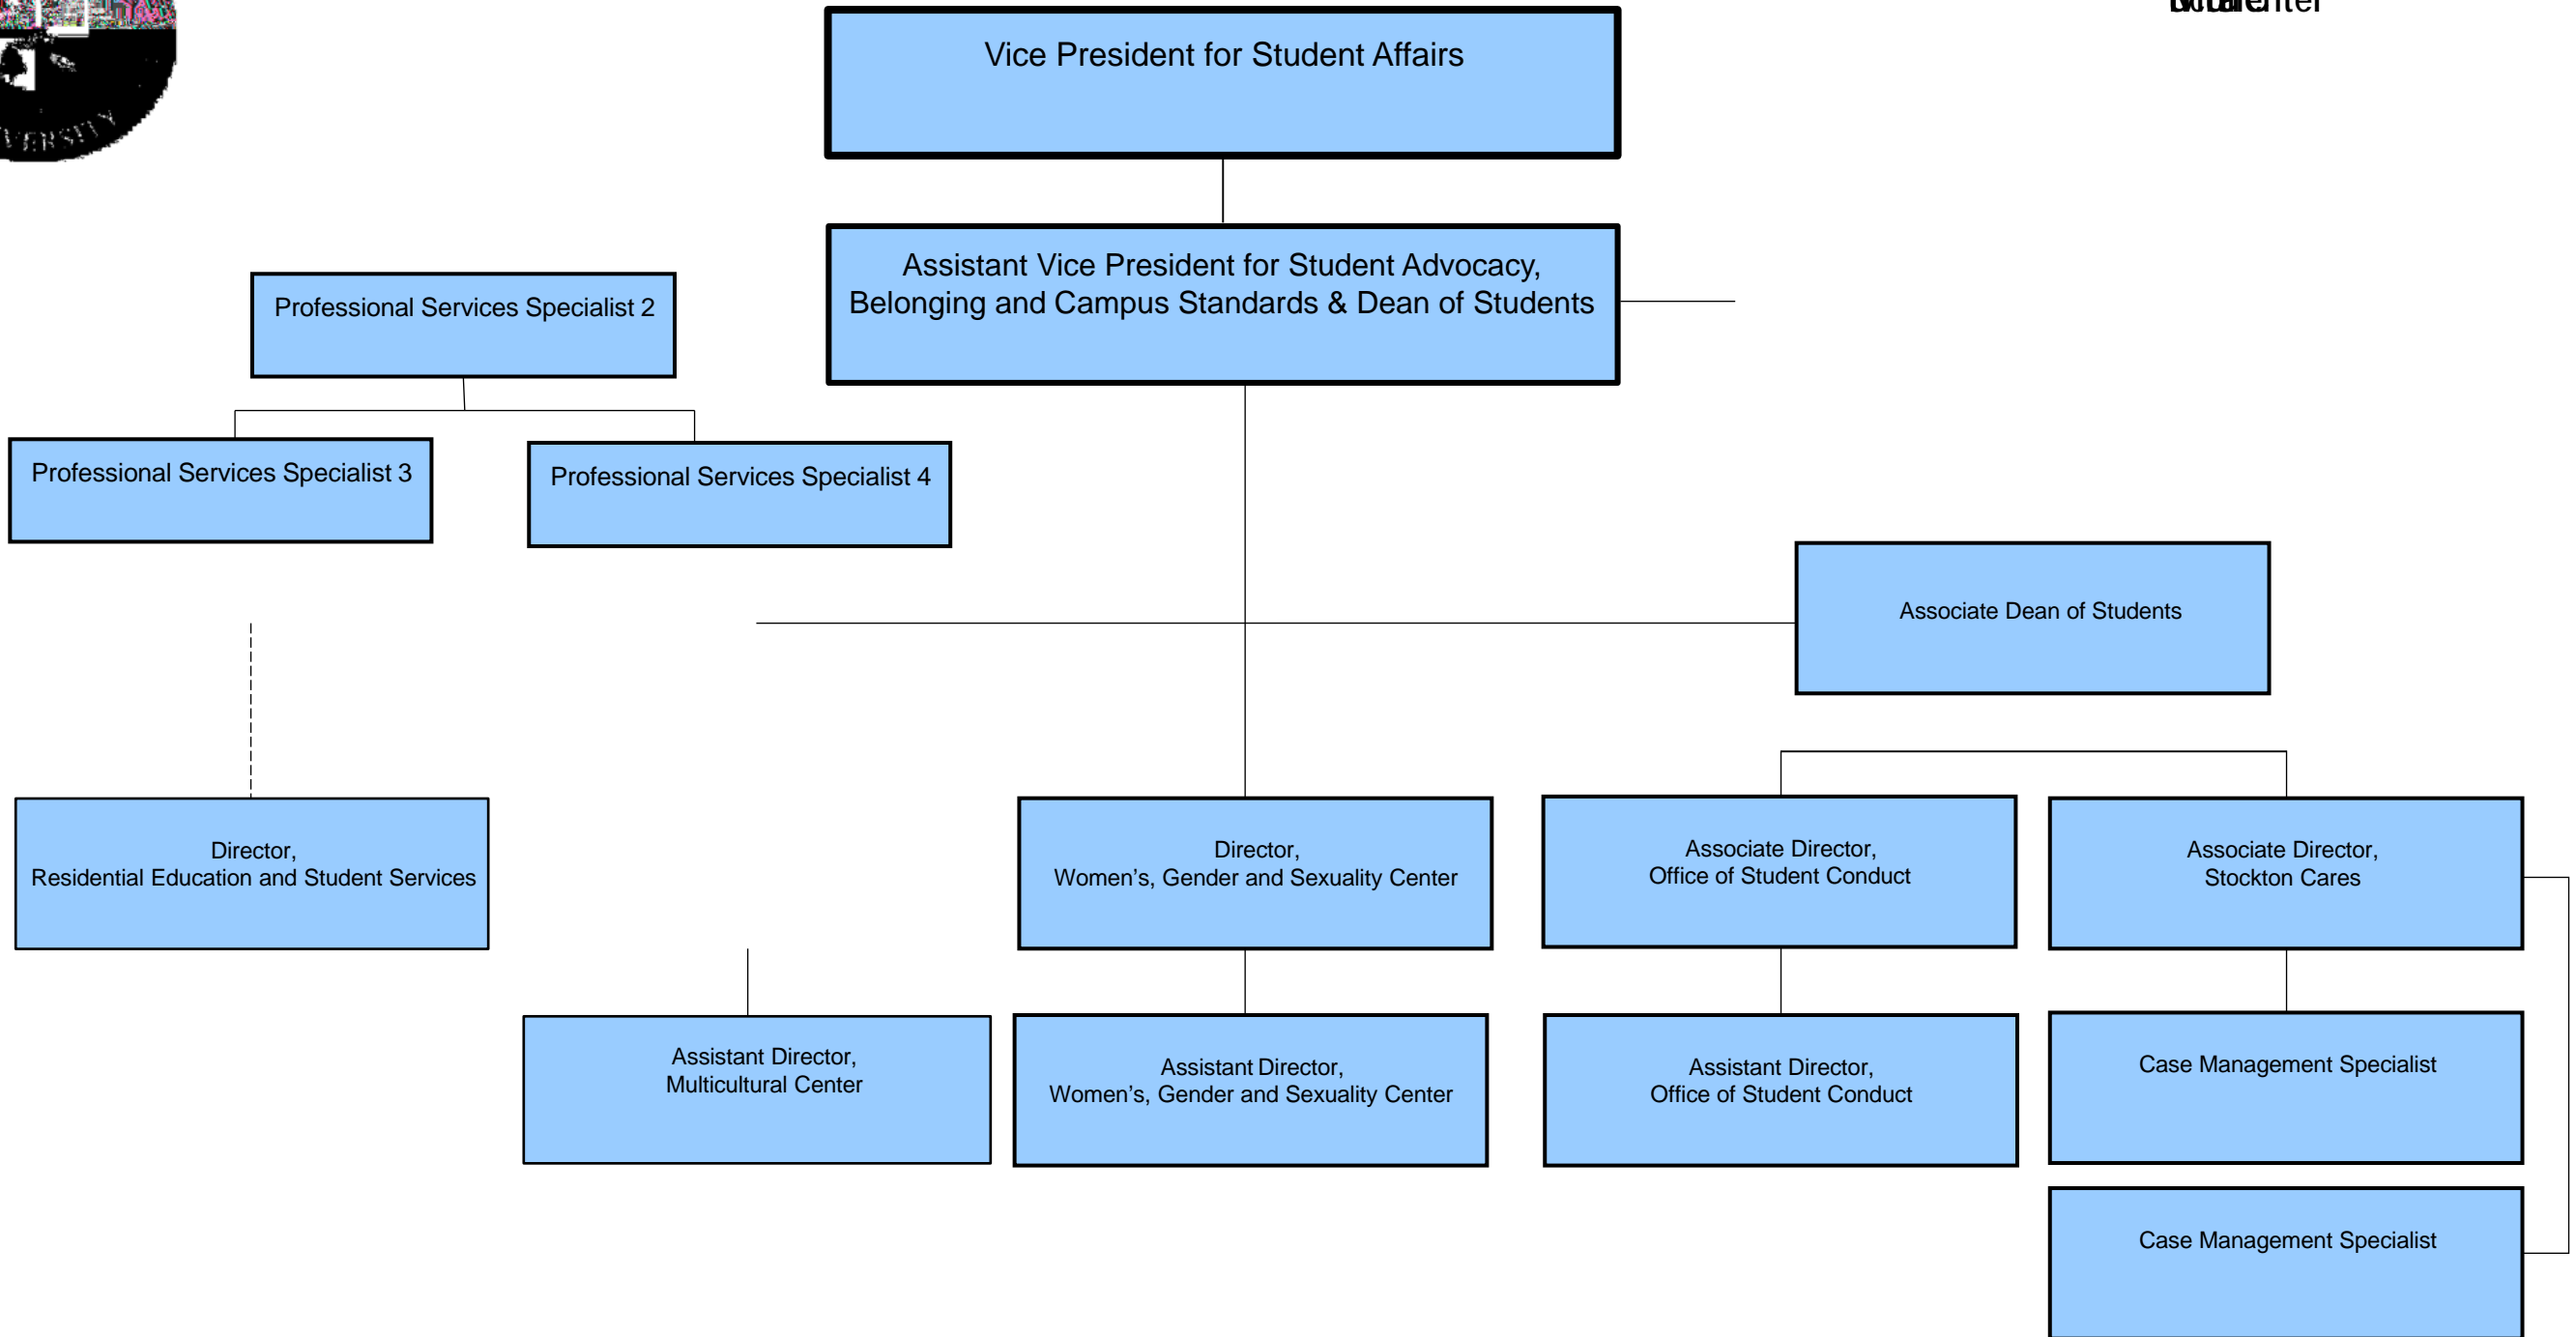 Vice President for Student Affairs
Assistant Vice President for Student Advocacy,
Belonging and Campus Standards & Dean of Students
Professional Services Specialist 2
Professional Services Specialist 3
Professional Services Specialist 4
Associate Dean of Students
Director,
Residential Education and Student Services
Director,
Women's, Gender and Sexuality Center
Associate Director,
Office of Student Conduct
Associate Director,
Stockton Cares
Assistant Director,
Multicultural Center
Assistant Director,
Women’s, Gender and Sexuality Center
Assistant Director,
Office of Student Conduct
Case Management Specialist
Case Management Specialist